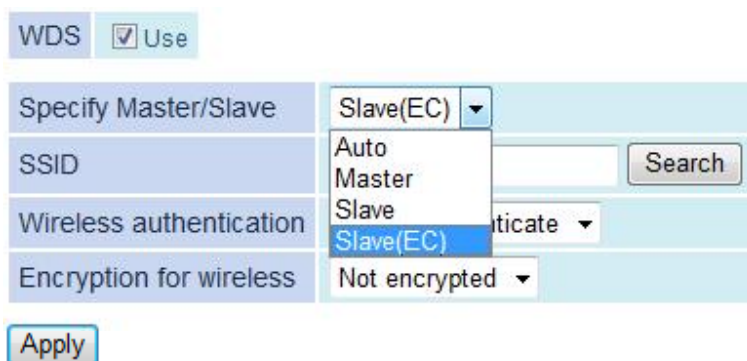 WDS Use
Specify Master/Slave Slave(EC)
Auto
Master
SSID Search
Slave
Wireless authentication ticate
Slave(EC)
Encryption for wireless Not encrypted
Apply